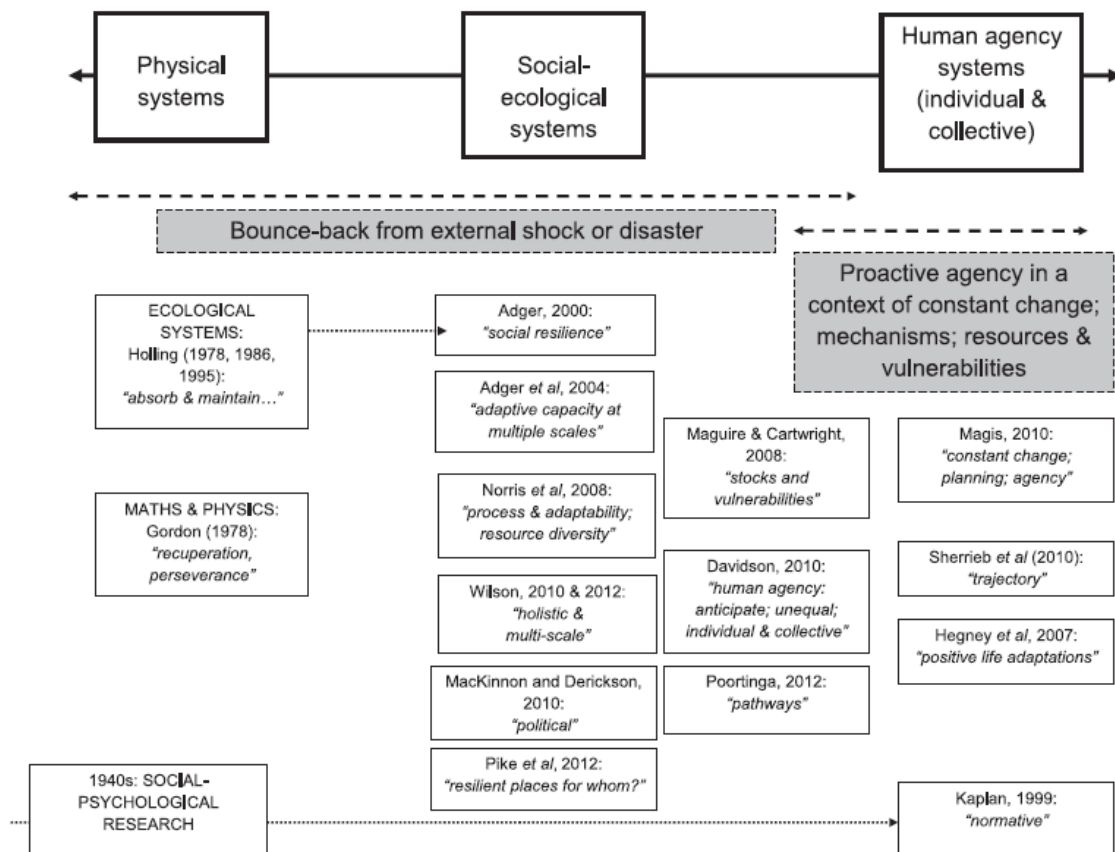 Physical
systems
Social-
ecological
systems
Human agency
systems
(individual &
collective)
Bounce-back from external shock or disaster
Proactive agency in a
context of constant change;
mechanisms; resources &
vulnerabilities
ECOLOGICAL
SYSTEMS:
Holling (1978, 1986,
1995):
“absorb & maintain…”
MATHS & PHYSICS:
Gordon (1978):
“recuperation,
perseverance”
Adger, 2000:
“social resilience”
Adger et al, 2004:
“adaptive capacity at
multiple scales”
Norris et al, 2008:
“process & adaptability;
resource diversity”
Wilson, 2010 & 2012:
“holistic &
multi-scale”
MacKinnon and Derickson,
2010:
“political”
Pike et al, 2012:
“resilient places for whom?”
Maguire & Cartwright,
2008:
“stocks and
vulnerabilities”
Davidson, 2010:
“human agency:
anticipate; unequal;
individual & collective”
Poortinga, 2012:
“pathways”
Magis, 2010:
“constant change;
planning; agency”
Sherrieb et al (2010):
“trajectory”
Hegney et al, 2007:
“positive life adaptations”
1940s: SOCIAL-
PSYCHOLOGICAL
RESEARCH
Kaplan, 1999:
“normative”